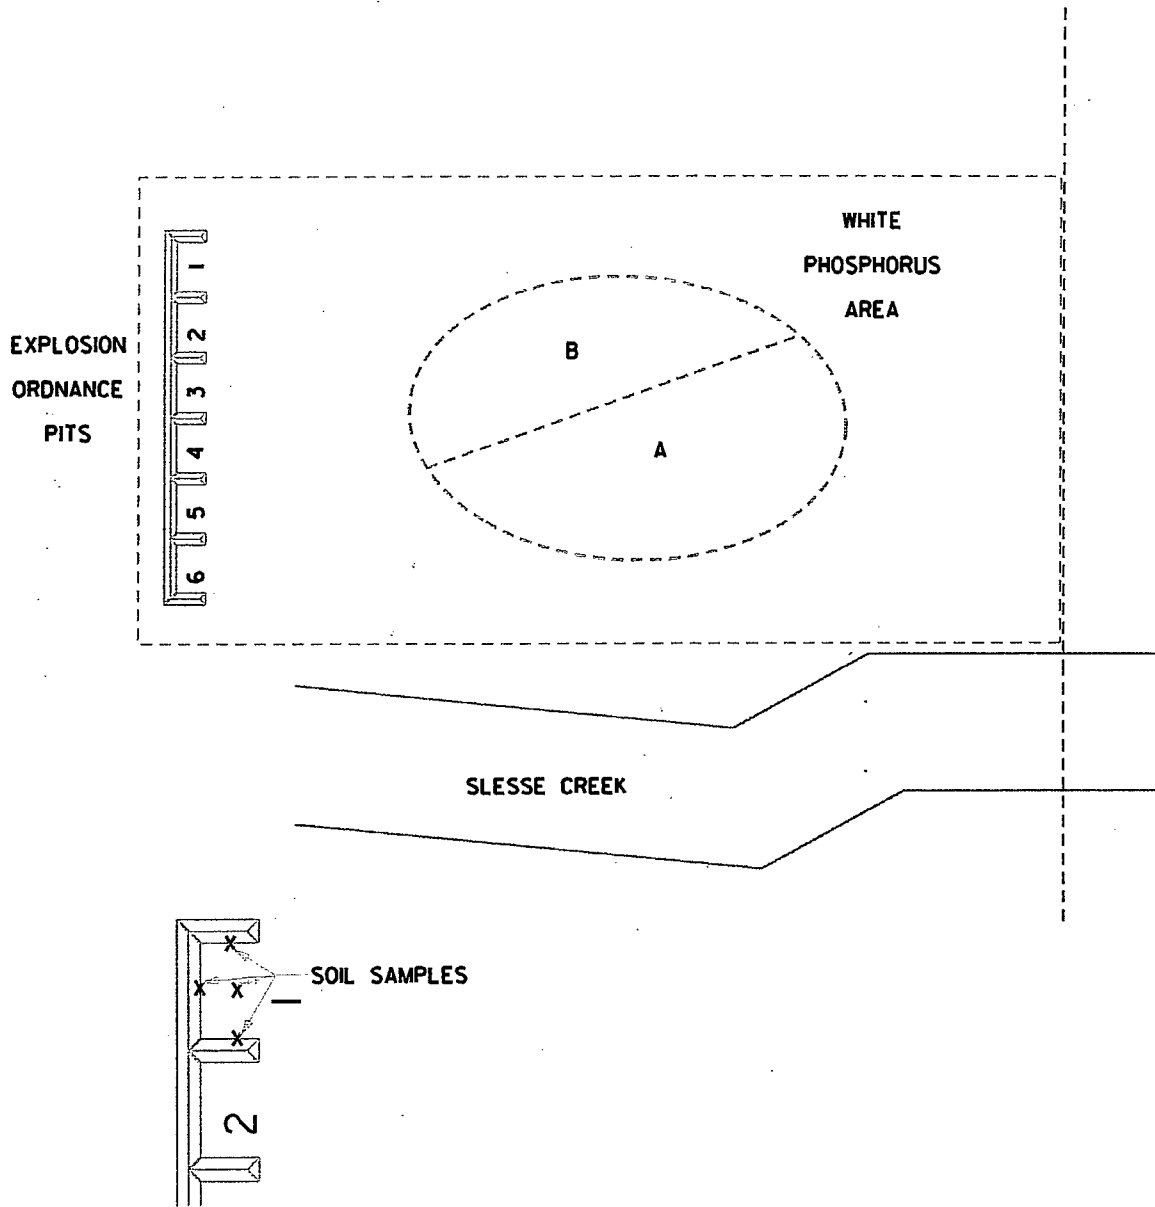 WHITE
PHOSPHORUS
AREA
EXPLOSION
ORDNANCE
PITS
1
2
3
4
5
6
B
A
SLESSE CREEK
X
X X
X
SOIL SAMPLES
1
2